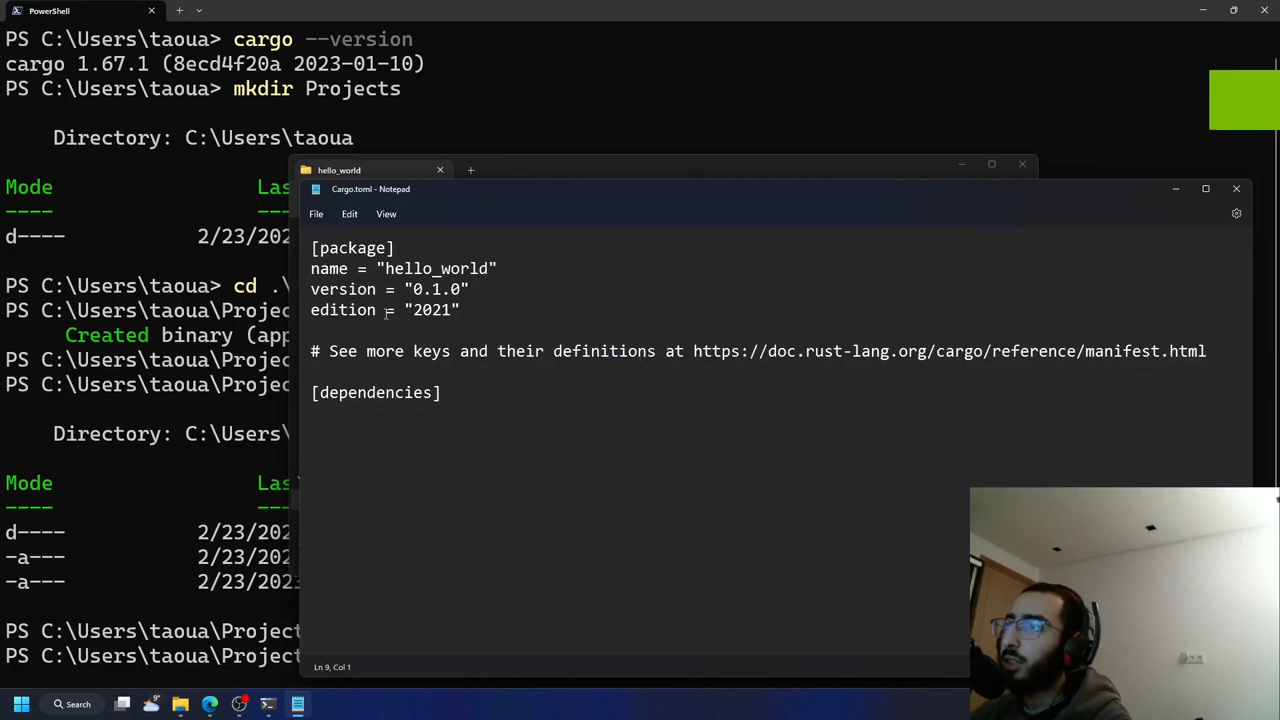 PowerShell
PS C:\Users\taoua> cargo --version
cargo 1.67.1 (8ecd4f20a 2023-01-10)
PS C:\Users\taoua> mkdir Projects
Directory: C:\Users\taoua
Mode Las
---- ---
d---- 2/23/202
PS C:\Users\taoua> cd .\
PS C:\Users\taoua\Projec
Created binary (app
PS C:\Users\taoua\Projec
PS C:\Users\taoua\Projec
Directory: C:\Users\
Mode Las
---- ---
d---- 2/23/202
-a--- 2/23/202
-a--- 2/23/2023
PS C:\Users\taoua\Project
PS C:\Users\taoua\Project
hello_world
Cargo.toml - Notepad
File Edit View
[package]
name = "hello_world"
version = "0.1.0"
edition = "2021"
# See more keys and their definitions at https://doc.rust-lang.org/cargo/reference/manifest.html
[dependencies]
Ln 9, Col 1
Search
9°